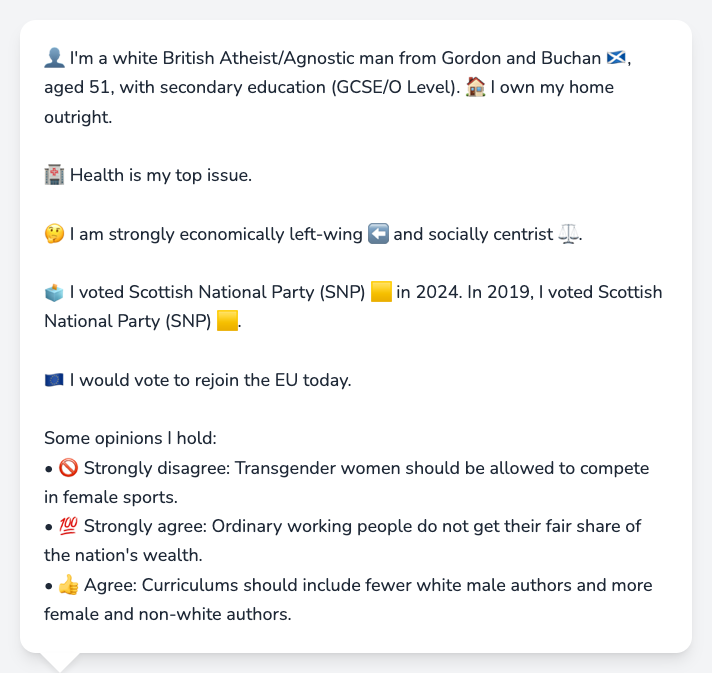 👤 I'm a white British Atheist/Agnostic man from Gordon and Buchan 🏴󠁧󠁢󠁳󠁣󠁴󠁿,
aged 51, with secondary education (GCSE/O Level). 🏠 I own my home
outright.
🏥 Health is my top issue.
🤔 I am strongly economically left-wing ⬅️ and socially centrist ⚖️.
🗳️ I voted Scottish National Party (SNP) 🟨 in 2024. In 2019, I voted Scottish
National Party (SNP) 🟨.
🇪🇺 I would vote to rejoin the EU today.
Some opinions I hold:
• 🚫 Strongly disagree: Transgender women should be allowed to compete
in female sports.
• 💯 Strongly agree: Ordinary working people do not get their fair share of
the nation's wealth.
• 👍 Agree: Curriculums should include fewer white male authors and more
female and non-white authors.